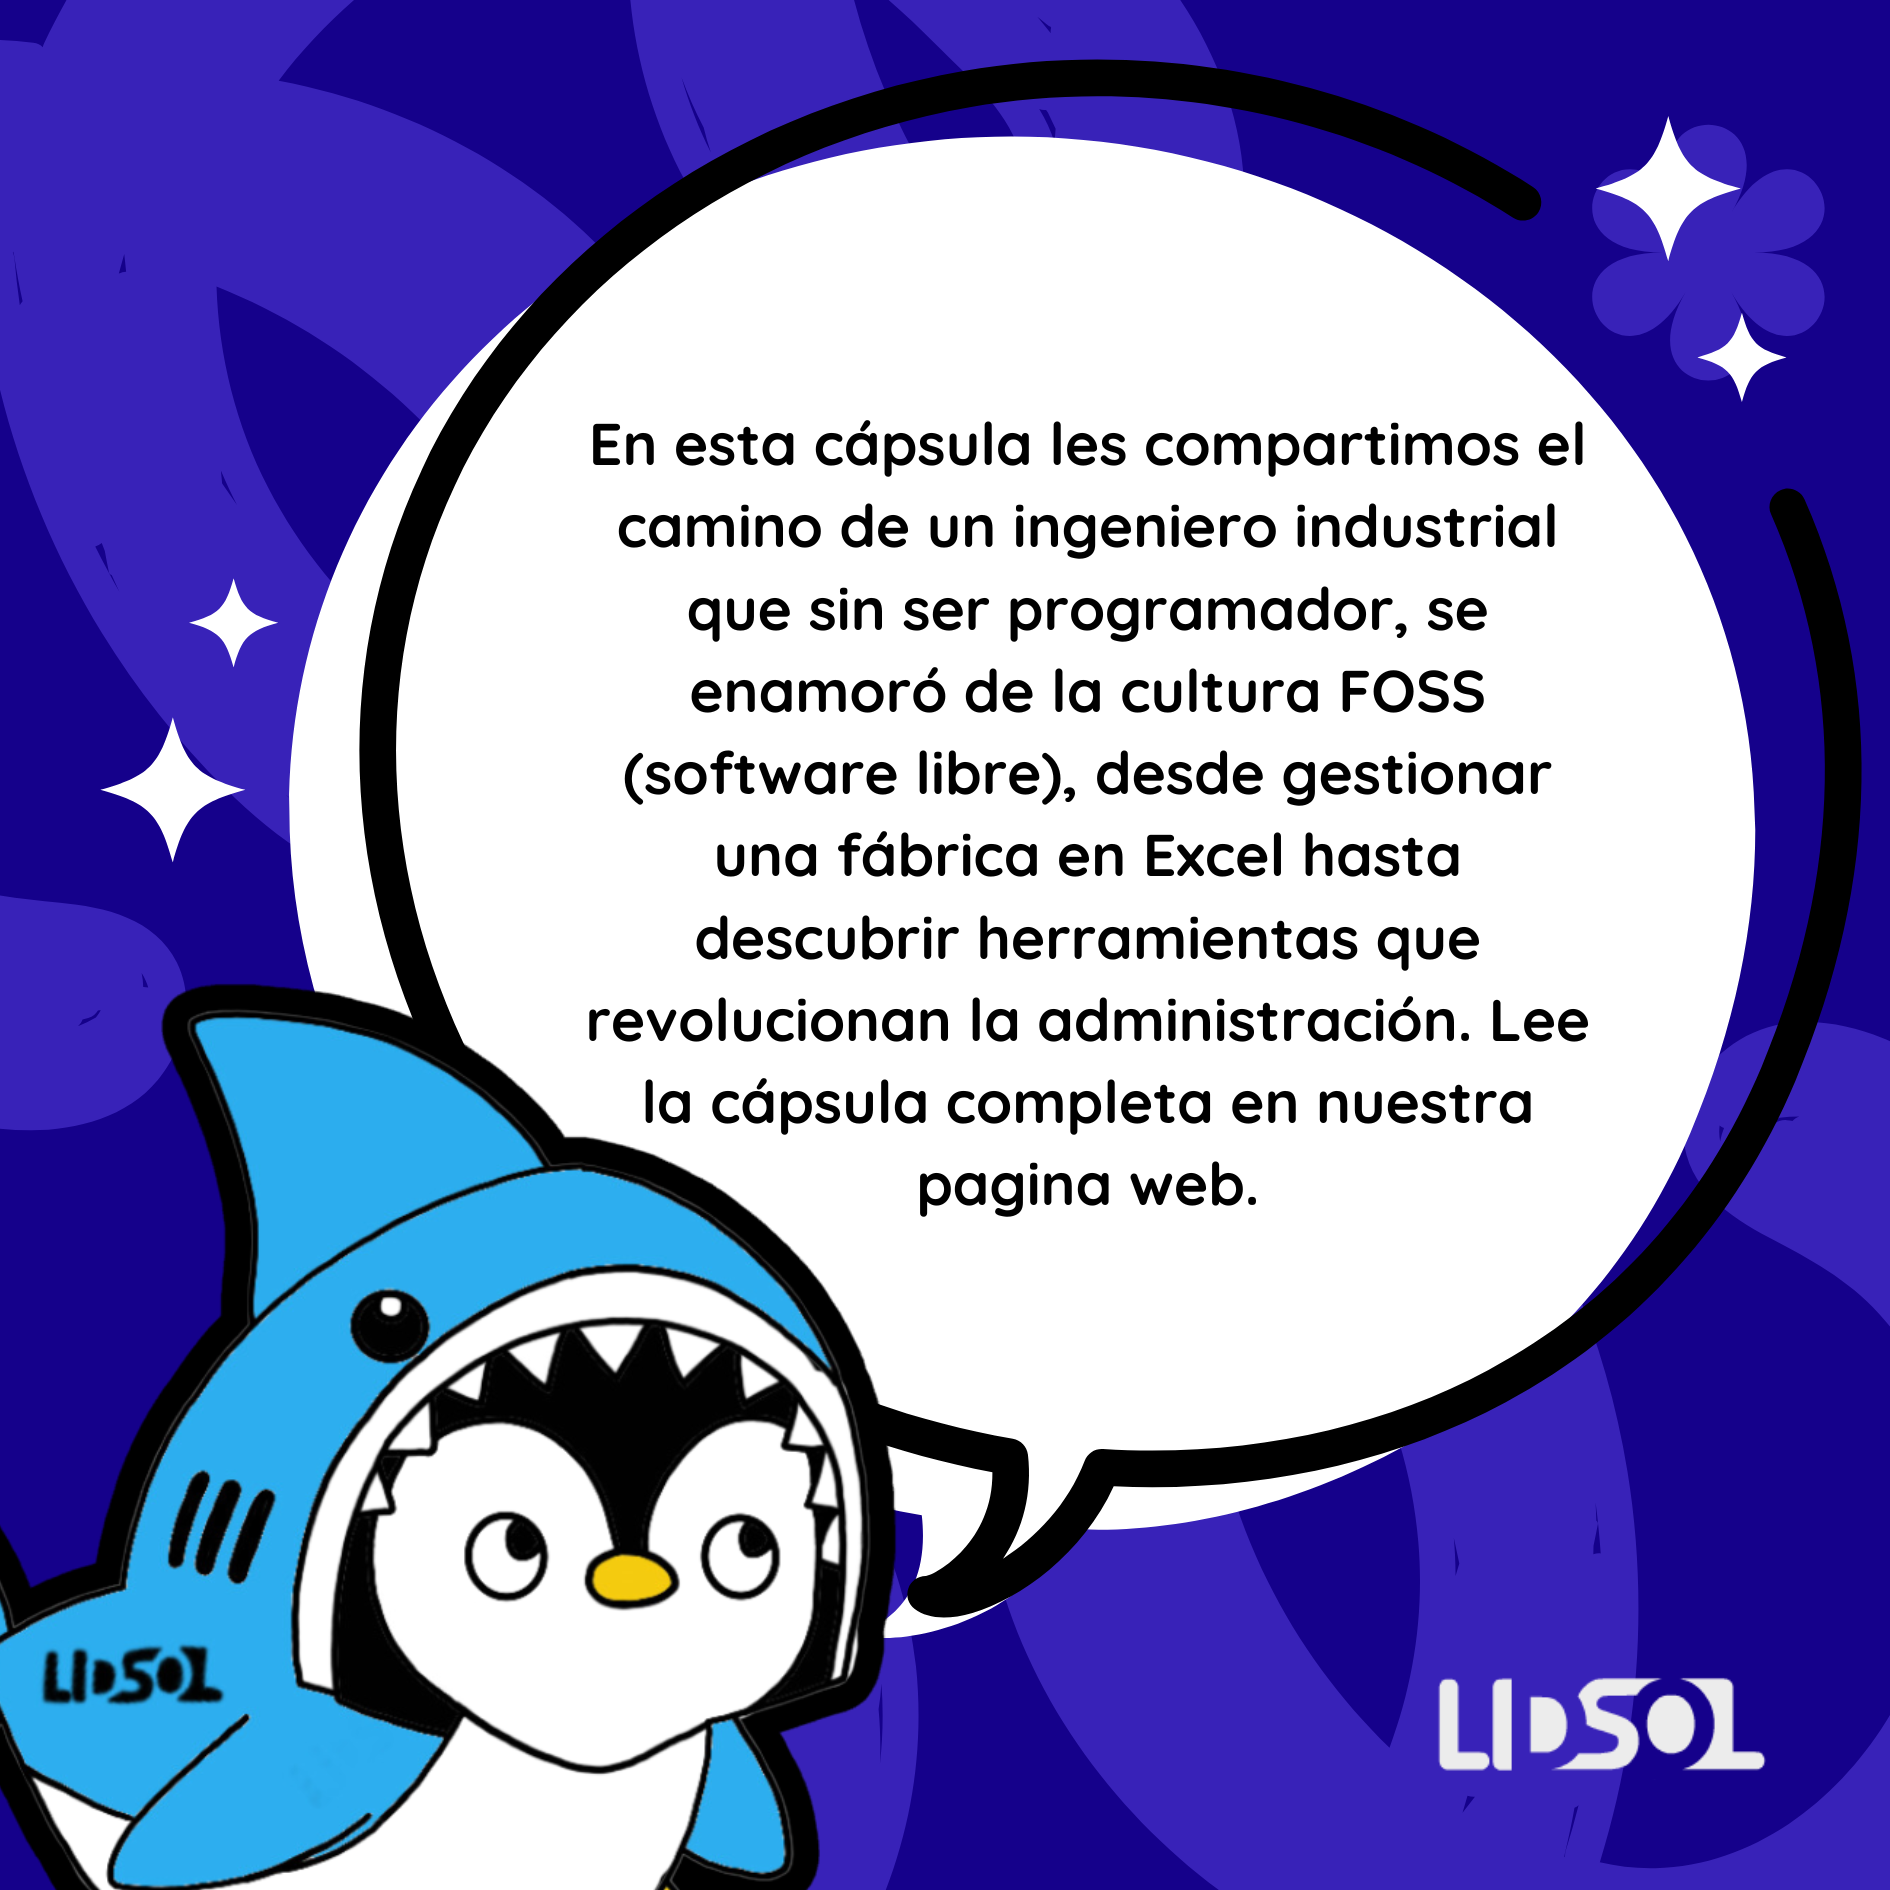 En esta cápsula les compartimos el
camino de un ingeniero industrial
que sin ser programador, se
enamoró de la cultura FOSS
(software libre), desde gestionar
una fábrica en Excel hasta
descubrir herramientas que
revolucionan la administración. Lee
la cápsula completa en nuestra
pagina web.
LIDSOL
LIDSOL